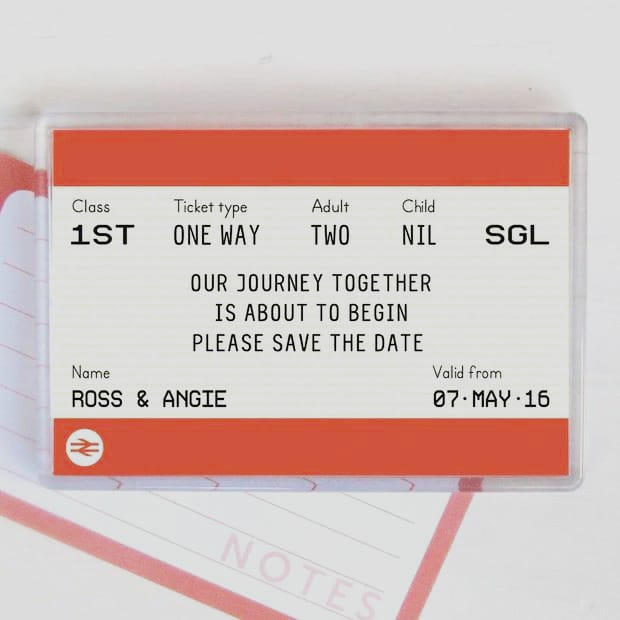 Class Ticket type Adult Child
1ST ONE WAY TWO NIL SGL
OUR JOURNEY TOGETHER
IS ABOUT TO BEGIN
PLEASE SAVE THE DATE
Name Valid from
ROSS & ANGIE 07·MAY·16
NOTES